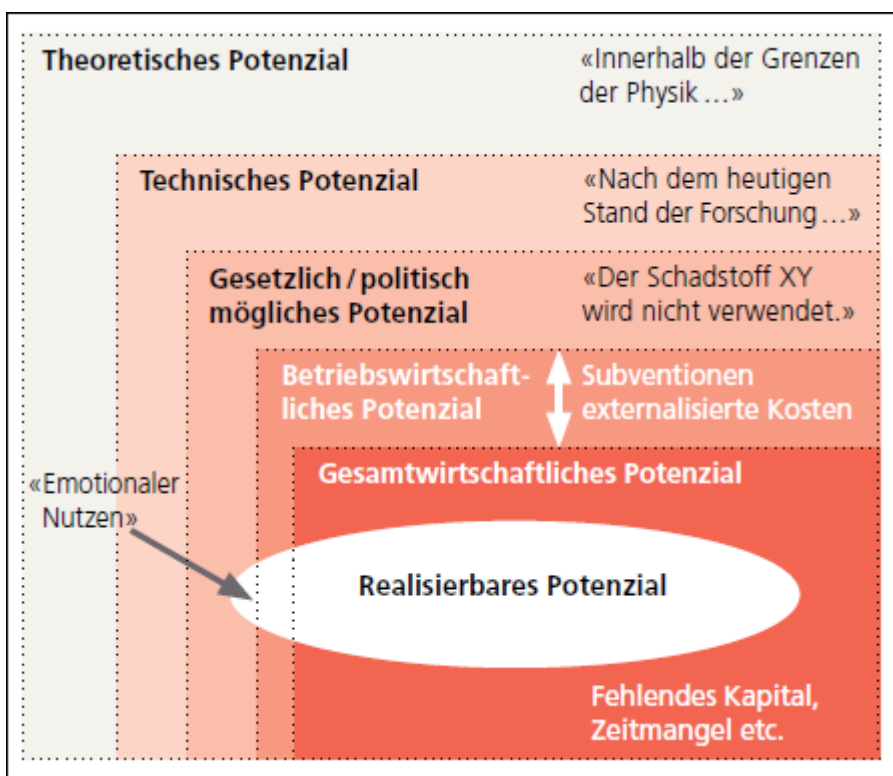 Theoretisches Potenzial
«Innerhalb der Grenzen
der Physik ...»
Technisches Potenzial
«Nach dem heutigen
Stand der Forschung ...»
Gesetzlich / politisch
mögliches Potenzial
«Der Schadstoff XY
wird nicht verwendet.»
Betriebswirtschaft-
liches Potenzial
Subventionen
externalisierte Kosten
Gesamtwirtschaftliches Potenzial
«Emotionaler
Nutzen»
Realisierbares Potenzial
Fehlendes Kapital,
Zeitmangel etc.